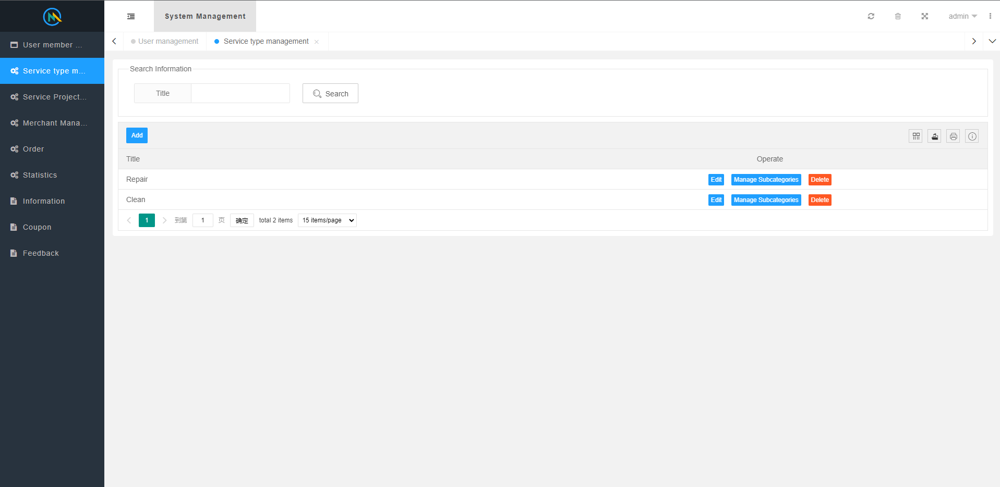 System Management
admin
User member ...
Service type m...
Service Project...
Merchant Mana...
Order
Statistics
Information
Coupon
Feedback
User management
Service type management
Search Information
Title
Search
Add
Title Operate
Repair Edit Manage Subcategories Delete
Clean Edit Manage Subcategories Delete
1 到第 1 页 确定 total 2 items 15 items/page